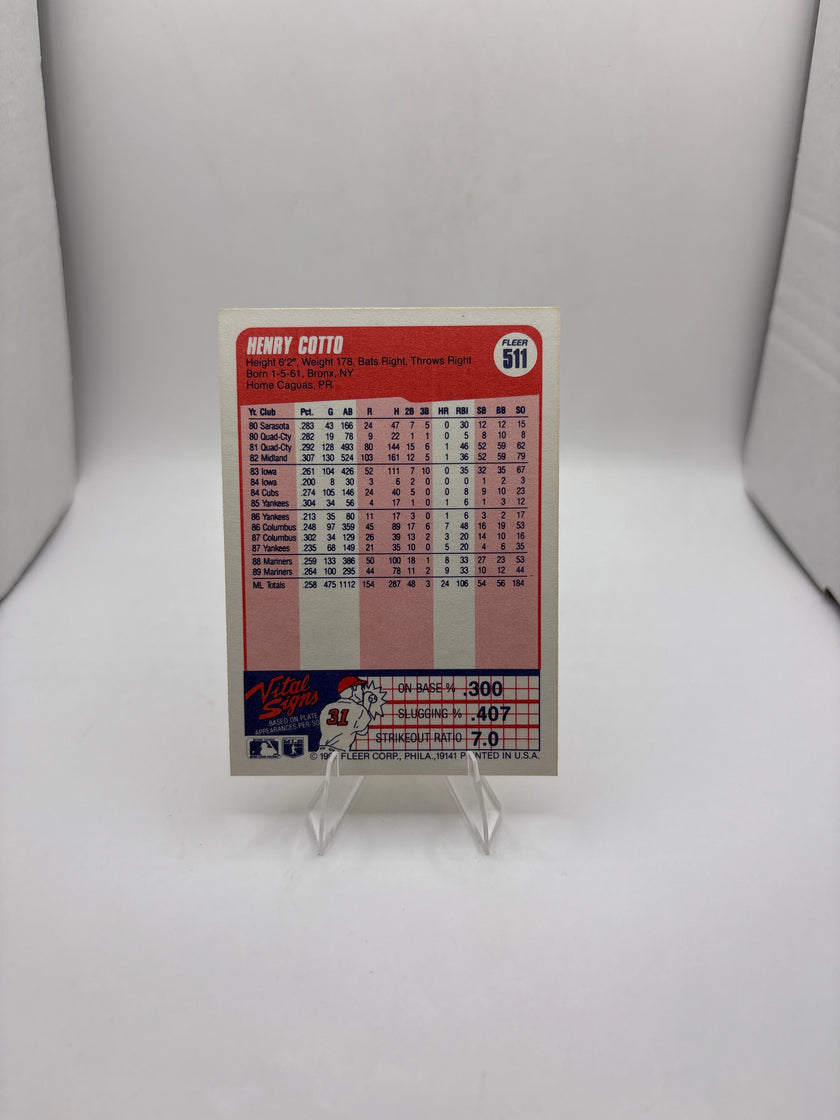 HENRY COTTO
FLEER
511
Height 6'2", Weight 178, Bats Right, Throws Right
Born 1-5-61, Bronx, NY
Home Caguas, PR
Yr. Club Pct. G AB R H 2B 3B HR RBI SB BB SO
80 Sarasota .283 43 166 24 47 7 5 0 30 12 12 15
80 Quad-Cty .282 19 78 9 22 1 1 0 5 8 10 8
81 Quad-Cty .292 128 493 80 144 15 6 1 46 52 59 62
82 Midland .307 130 524 103 161 12 5 1 36 52 59 79
83 Iowa .261 104 426 52 111 7 10 0 35 32 35 67
84 Iowa .200 8 30 3 6 2 0 0 0 1 2 3
84 Cubs .274 105 146 24 40 5 0 0 8 9 10 23
85 Yankees .304 34 56 4 17 1 0 1 6 1 3 12
86 Yankees .213 35 80 11 17 3 0 1 6 3 2 17
86 Columbus .248 97 359 45 89 17 6 7 48 16 19 53
87 Columbus .302 34 129 26 39 13 2 3 20 14 10 16
87 Yankees .235 68 149 21 35 10 0 5 20 4 6 35
88 Mariners .259 133 386 50 100 18 1 8 33 27 23 53
89 Mariners .264 100 295 44 78 11 2 9 33 10 12 44
ML Totals .258 475 1112 154 287 48 3 24 106 54 56 184
Vital
Signs
BASED ON PLATE
APPEARANCES PER/SO
31
ON BASE % .300
SLUGGING % .407
STRIKEOUT RATIO 7.0
© FLEER CORP., PHILA., 19141 PRINTED IN U.S.A.